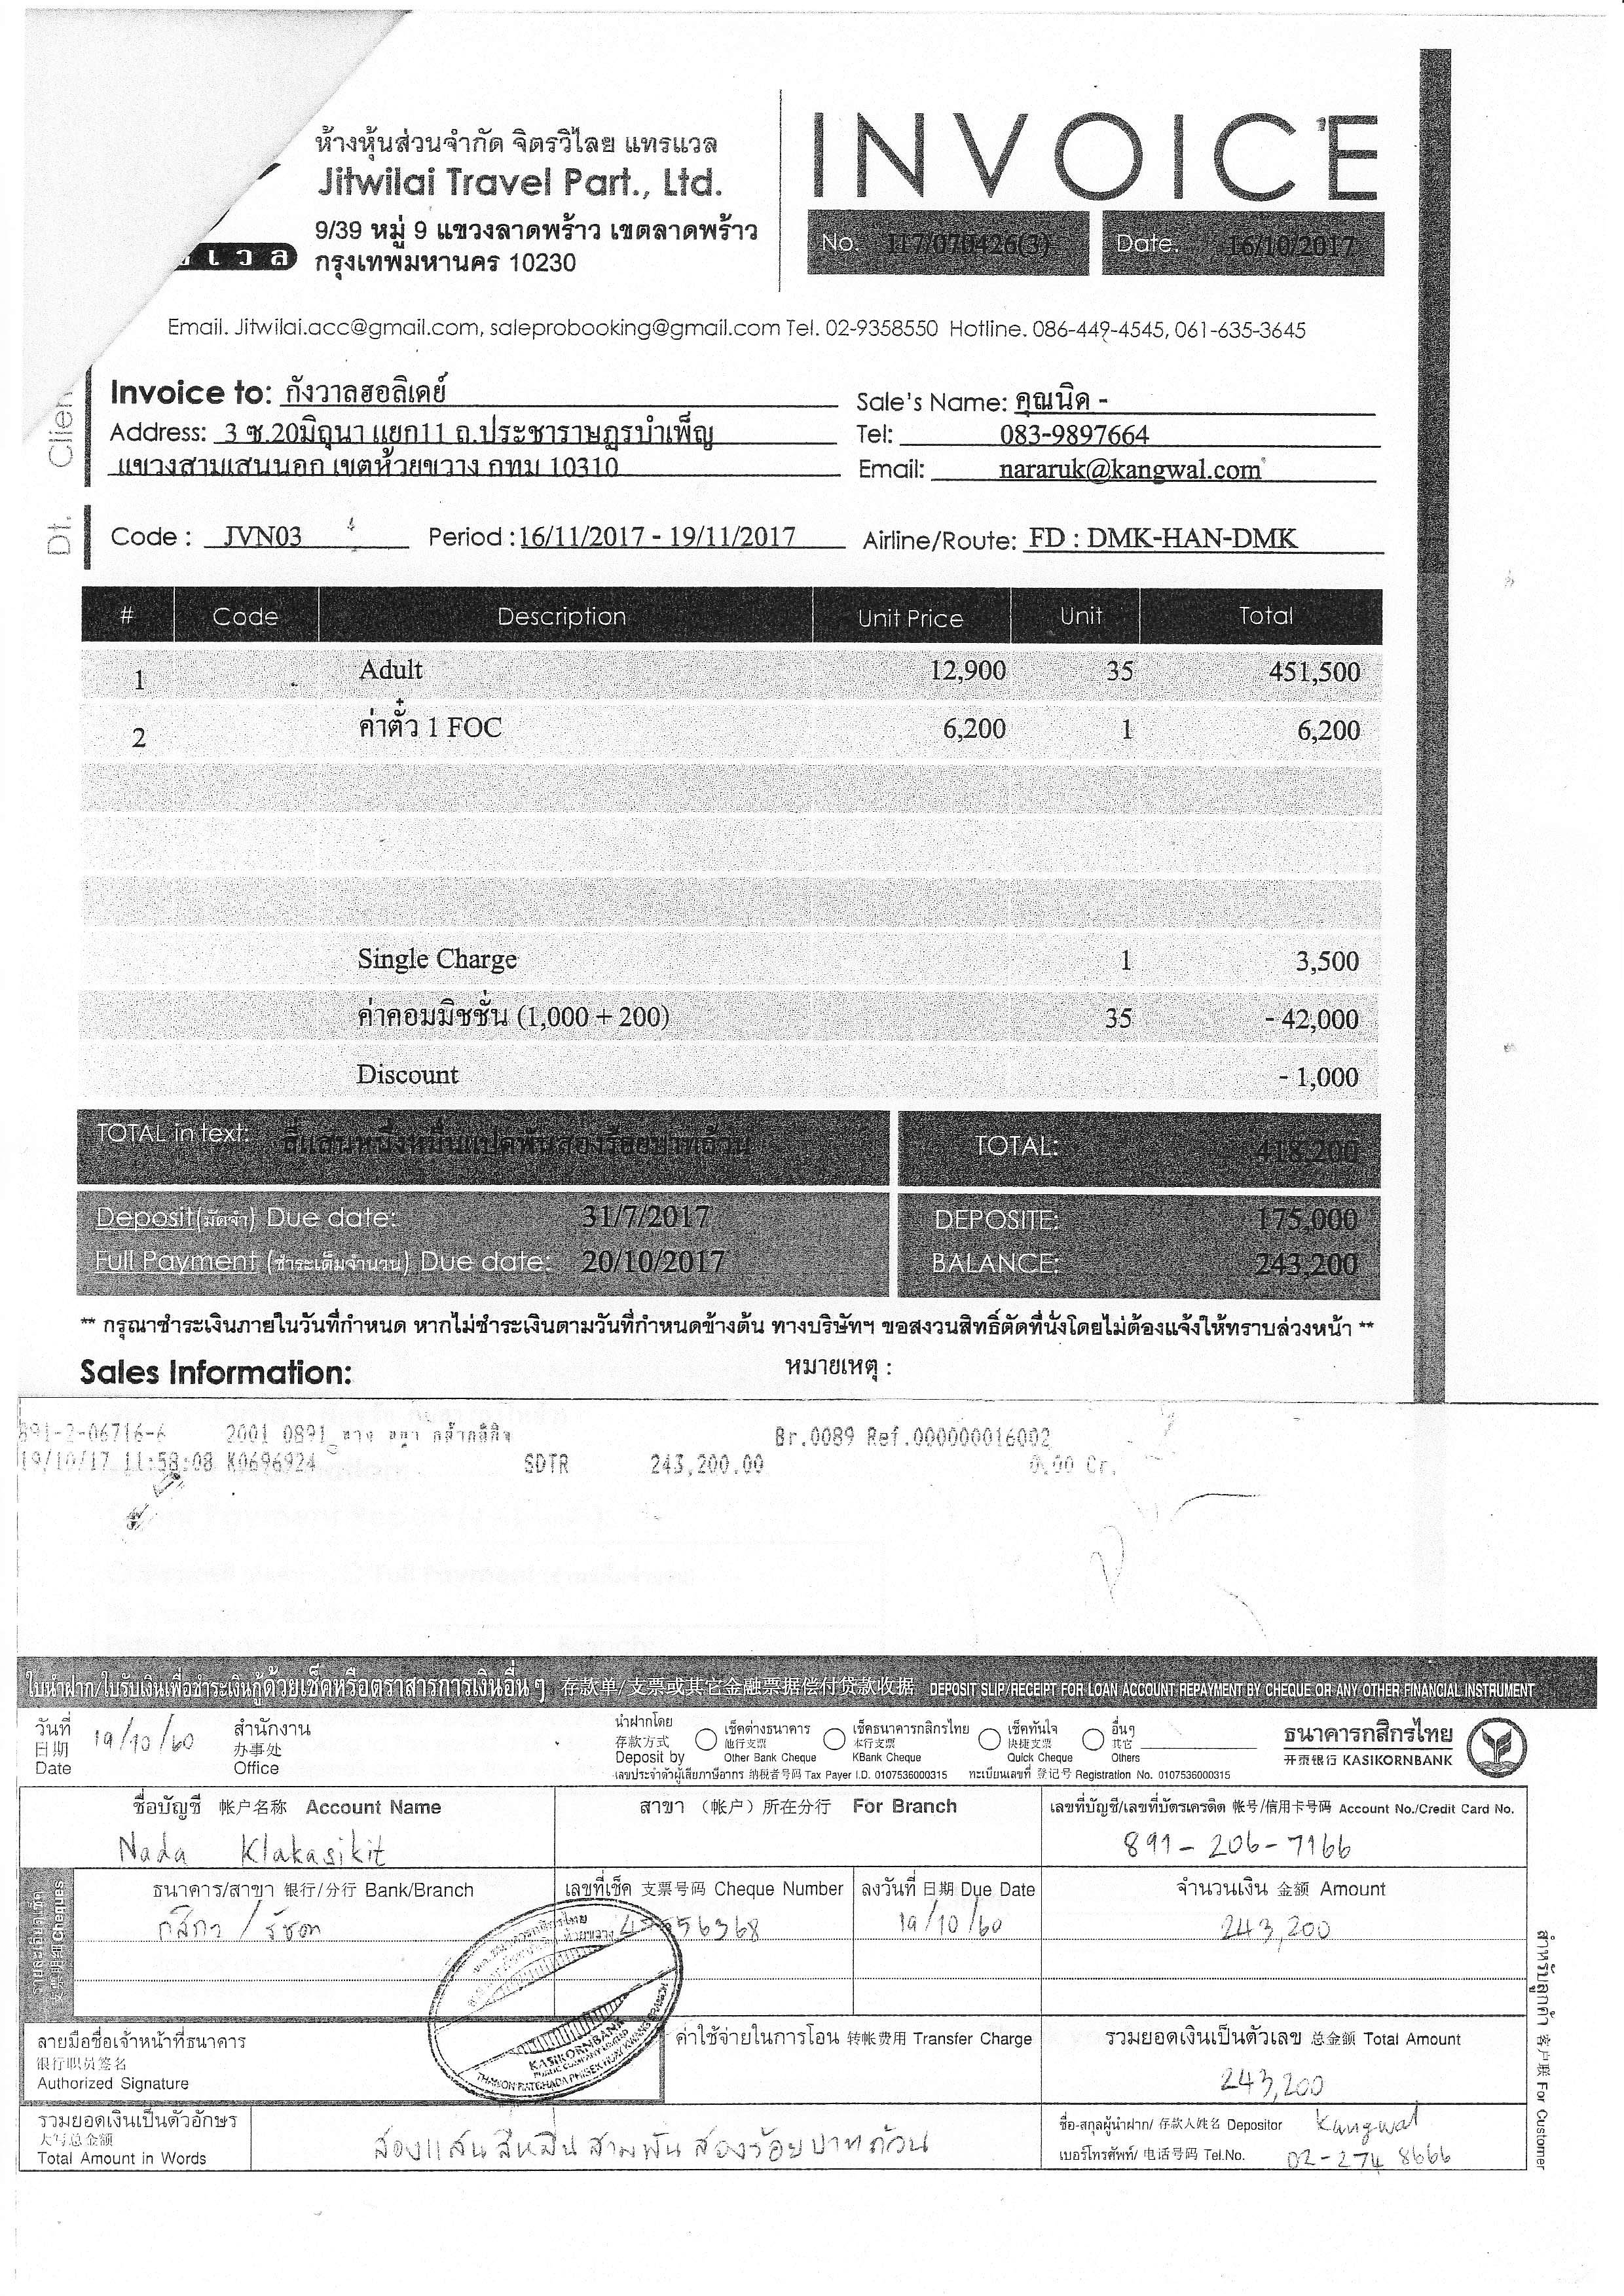 ห้างหุ้นส่วนจำกัด จิตรวิไลย แทรแวล
Jitwilai Travel Part., Ltd.
9/39 หมู่ 9 แขวงลาดพร้าว เขตลาดพร้าว
กรุงเทพมหานคร 10230
INVOICE
No. 117/070426(3) Date. 16/10/2017
Email. Jitwilai.acc@gmail.com, saleprobooking@gmail.com Tel. 02-9358550 Hotline. 086-449-4545, 061-635-3645
Invoice to: กังวาลฮอลิเดย์
Address: 3 ซ.20มิถุนา แยก11 ถ.ประชาราษฎรบำเพ็ญ
แขวงสามเสนนอก เขตห้วยขวาง กทม 10310
Sale's Name: คุณนิค -
Tel: 083-9897664
Email: nararuk@kangwal.com
Code : JVN03 Period : 16/11/2017 - 19/11/2017 Airline/Route: FD : DMK-HAN-DMK
# Code Description Unit Price Unit Total
1 Adult 12,900 35 451,500
2 ค่าตั๋ว 1 FOC 6,200 1 6,200
Single Charge 1 3,500
ค่าคอมมิชชั่น (1,000 + 200) 35 - 42,000
Discount - 1,000
TOTAL in text: สี่แสนหนึ่งหมื่นแปดพันสองร้อยบาทถ้วน TOTAL: 418,200
Deposit(มัดจำ) Due date: 31/7/2017 DEPOSITE: 175,000
Full Payment (ชำระเต็มจำนวน) Due date: 20/10/2017 BALANCE: 243,200
** กรุณาชำระเงินภายในวันที่กำหนด หากไม่ชำระเงินตามวันที่กำหนดข้างต้น ทางบริษัทฯ ขอสงวนสิทธิ์ตัดที่นั่งโดยไม่ต้องแจ้งให้ทราบล่วงหน้า **
Sales Information: หมายเหตุ :
891-2-06716-6 2001 0891 นาง Br.0089 Ref.000000016002
19/10/17 11:58:08 K0696924 SDTR 243,200.00 0.00 Cr.
ใบนำฝาก/ใบรับเงินเพื่อชำระเงินกู้ด้วยเช็คหรือตราสารการเงินอื่น ๆ 存款单/支票或其它金融票据偿付贷款收据 DEPOSIT SLIP/RECEIPT FOR LOAN ACCOUNT REPAYMENT BY CHEQUE OR ANY OTHER FINANCIAL INSTRUMENT
วันที่ 日期 Date 19/10/60
สำนักงาน 办事处 Office
นำฝากโดย 存款方式 Deposit by
เช็คต่างธนาคาร 他行支票 Other Bank Cheque
เช็คธนาคารกสิกรไทย 本行支票 KBank Cheque
เช็คทันใจ 快捷支票 Quick Cheque
อื่นๆ 其它 Others
เลขประจำตัวผู้เสียภาษีอากร 纳税者号码 Tax Payer I.D. 0107536000315 ทะเบียนเลขที่ 登记号 Registration No. 0107536000315
ธนาคารกสิกรไทย
开泰银行 KASIKORNBANK
ชื่อบัญชี 帐户名称 Account Name สาขา (帐户) 所在分行 For Branch เลขที่บัญชี/เลขที่บัตรเครดิต 帐号/信用卡号码 Account No./Credit Card No.
Nada Klakasikit 891-206-7166
รายละเอียดเช็ค 支票明细 Cheques
ธนาคาร/สาขา 银行/分行 Bank/Branch เลขที่เช็ค 支票号码 Cheque Number ลงวันที่ 日期 Due Date จำนวนเงิน 金额 Amount
กสิกร / รัชดา 56368 19/10/60 243,200
KASIKORNBANK
PUBLIC COMPANY LIMITED
ลายมือชื่อเจ้าหน้าที่ธนาคาร
银行职员签名
Authorized Signature
ค่าใช้จ่ายในการโอน 转帐费用 Transfer Charge รวมยอดเงินเป็นตัวเลข 总金额 Total Amount
243,200
รวมยอดเงินเป็นตัวอักษร
大写总金额
Total Amount in Words
สองแสนสี่หมื่นสามพันสองร้อยบาทถ้วน
ชื่อ-สกุลผู้นำฝาก/ 存款人姓名 Depositor Kangwal
เบอร์โทรศัพท์/ 电话号码 Tel.No. 02-274 8666
สำหรับลูกค้า 客户联 For Customer